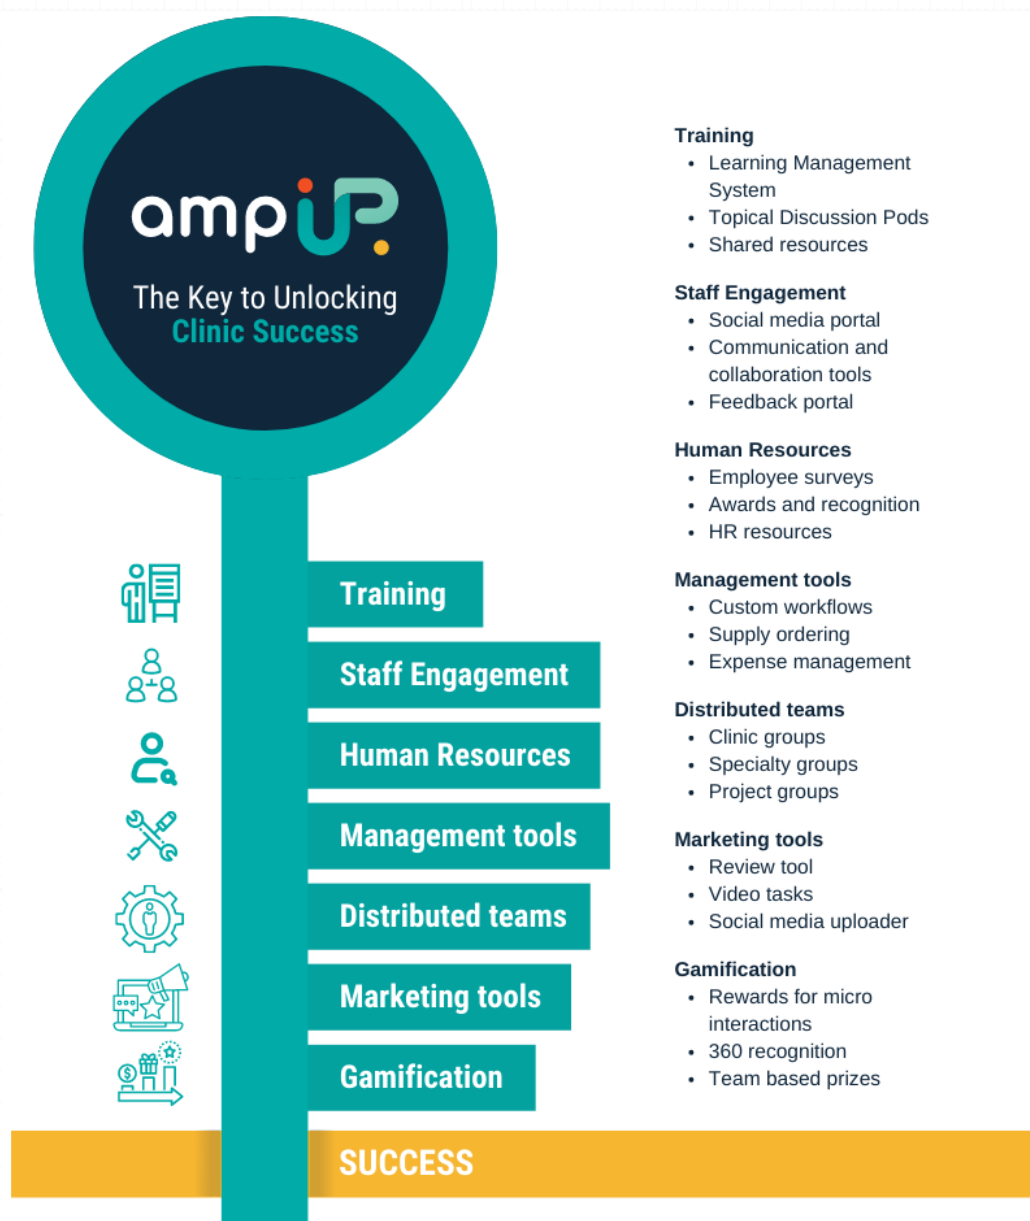 ampUP
The Key to Unlocking
Clinic Success
Training
Staff Engagement
Human Resources
Management tools
Distributed teams
Marketing tools
Gamification
SUCCESS
Training
• Learning Management
System
• Topical Discussion Pods
• Shared resources
Staff Engagement
• Social media portal
• Communication and
collaboration tools
• Feedback portal
Human Resources
• Employee surveys
• Awards and recognition
• HR resources
Management tools
• Custom workflows
• Supply ordering
• Expense management
Distributed teams
• Clinic groups
• Specialty groups
• Project groups
Marketing tools
• Review tool
• Video tasks
• Social media uploader
Gamification
• Rewards for micro
interactions
• 360 recognition
• Team based prizes